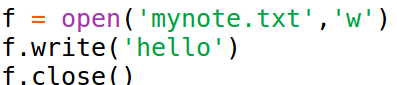 f = open('mynote.txt','w')
f.write('hello')
f.close()